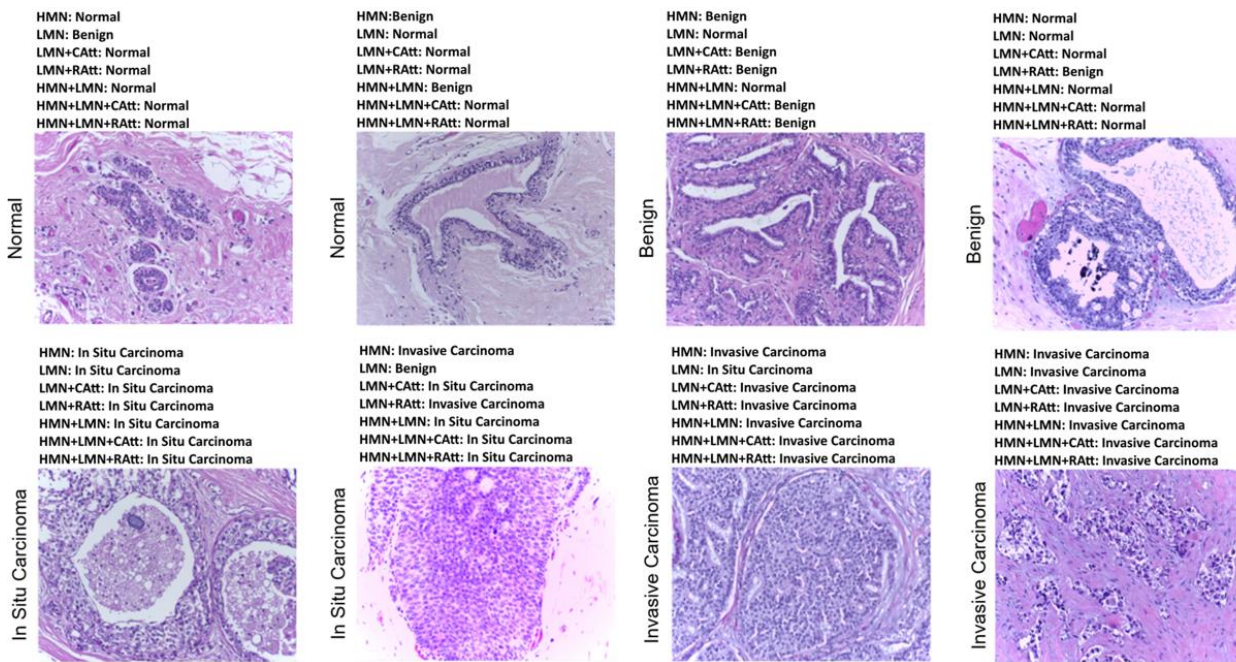 HMN: Normal
LMN: Benign
LMN+CAtt: Normal
LMN+RAtt: Normal
HMN+LMN: Normal
HMN+LMN+CAtt: Normal
HMN+LMN+RAtt: Normal
Normal
HMN:Benign
LMN: Normal
LMN+CAtt: Normal
LMN+RAtt: Normal
HMN+LMN: Benign
HMN+LMN+CAtt: Normal
HMN+LMN+RAtt: Normal
Normal
HMN: Benign
LMN: Normal
LMN+CAtt: Benign
LMN+RAtt: Benign
HMN+LMN: Normal
HMN+LMN+CAtt: Benign
HMN+LMN+RAtt: Benign
Benign
HMN: Normal
LMN: Normal
LMN+CAtt: Normal
LMN+RAtt: Benign
HMN+LMN: Normal
HMN+LMN+CAtt: Normal
HMN+LMN+RAtt: Normal
Benign
HMN: In Situ Carcinoma
LMN: In Situ Carcinoma
LMN+CAtt: In Situ Carcinoma
LMN+RAtt: In Situ Carcinoma
HMN+LMN: In Situ Carcinoma
HMN+LMN+CAtt: In Situ Carcinoma
HMN+LMN+RAtt: In Situ Carcinoma
In Situ Carcinoma
HMN: Invasive Carcinoma
LMN: Benign
LMN+CAtt: In Situ Carcinoma
LMN+RAtt: Invasive Carcinoma
HMN+LMN: In Situ Carcinoma
HMN+LMN+CAtt: In Situ Carcinoma
HMN+LMN+RAtt: In Situ Carcinoma
In Situ Carcinoma
HMN: Invasive Carcinoma
LMN: In Situ Carcinoma
LMN+CAtt: Invasive Carcinoma
LMN+RAtt: Invasive Carcinoma
HMN+LMN: Invasive Carcinoma
HMN+LMN+CAtt: Invasive Carcinoma
HMN+LMN+RAtt: Invasive Carcinoma
Invasive Carcinoma
HMN: Invasive Carcinoma
LMN: Invasive Carcinoma
LMN+CAtt: Invasive Carcinoma
LMN+RAtt: Invasive Carcinoma
HMN+LMN: Invasive Carcinoma
HMN+LMN+CAtt: Invasive Carcinoma
HMN+LMN+RAtt: Invasive Carcinoma
Invasive Carcinoma